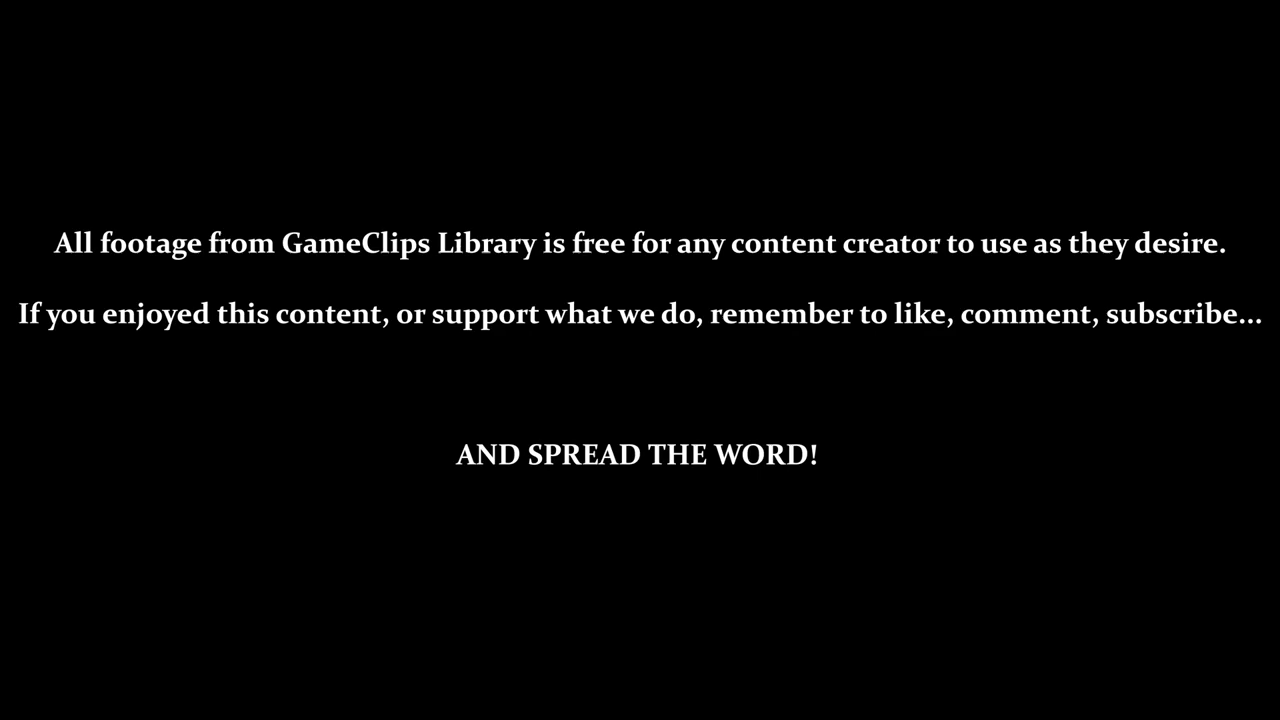 All footage from GameClips Library is free for any content creator to use as they desire.
If you enjoyed this content, or support what we do, remember to like, comment, subscribe...
AND SPREAD THE WORD!